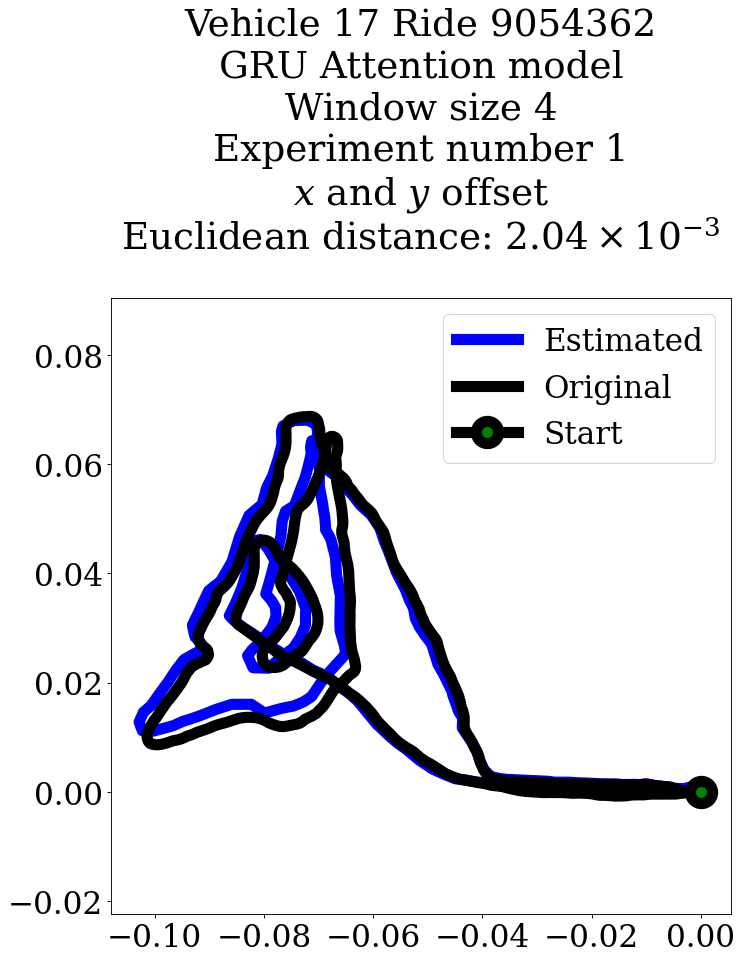 Vehicle 17 Ride 9054362
GRU Attention model
Window size 4
Experiment number 1
x and y offset
Euclidean distance: 2.04 × 10⁻³
Estimated
Original
Start
0.08
0.06
0.04
0.02
0.00
−0.02
−0.10 −0.08 −0.06 −0.04 −0.02 0.00